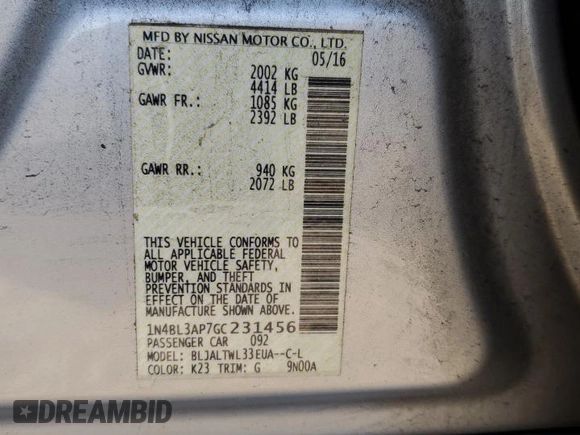 MFD BY NISSAN MOTOR CO., LTD.
DATE: 05/16
GVWR: 2002 KG
4414 LB
GAWR FR.: 1085 KG
2392 LB
GAWR RR.: 940 KG
2072 LB
THIS VEHICLE CONFORMS TO
ALL APPLICABLE FEDERAL
MOTOR VEHICLE SAFETY,
BUMPER, AND THEFT
PREVENTION STANDARDS IN
EFFECT ON THE DATE OF
MANUFACTURE SHOWN ABOVE.
1N4BL3AP7GC231456
PASSENGER CAR 092
MODEL: BLJALTWL33EUA--C-L
COLOR: K23 TRIM: G 9N00A
DREAMBID